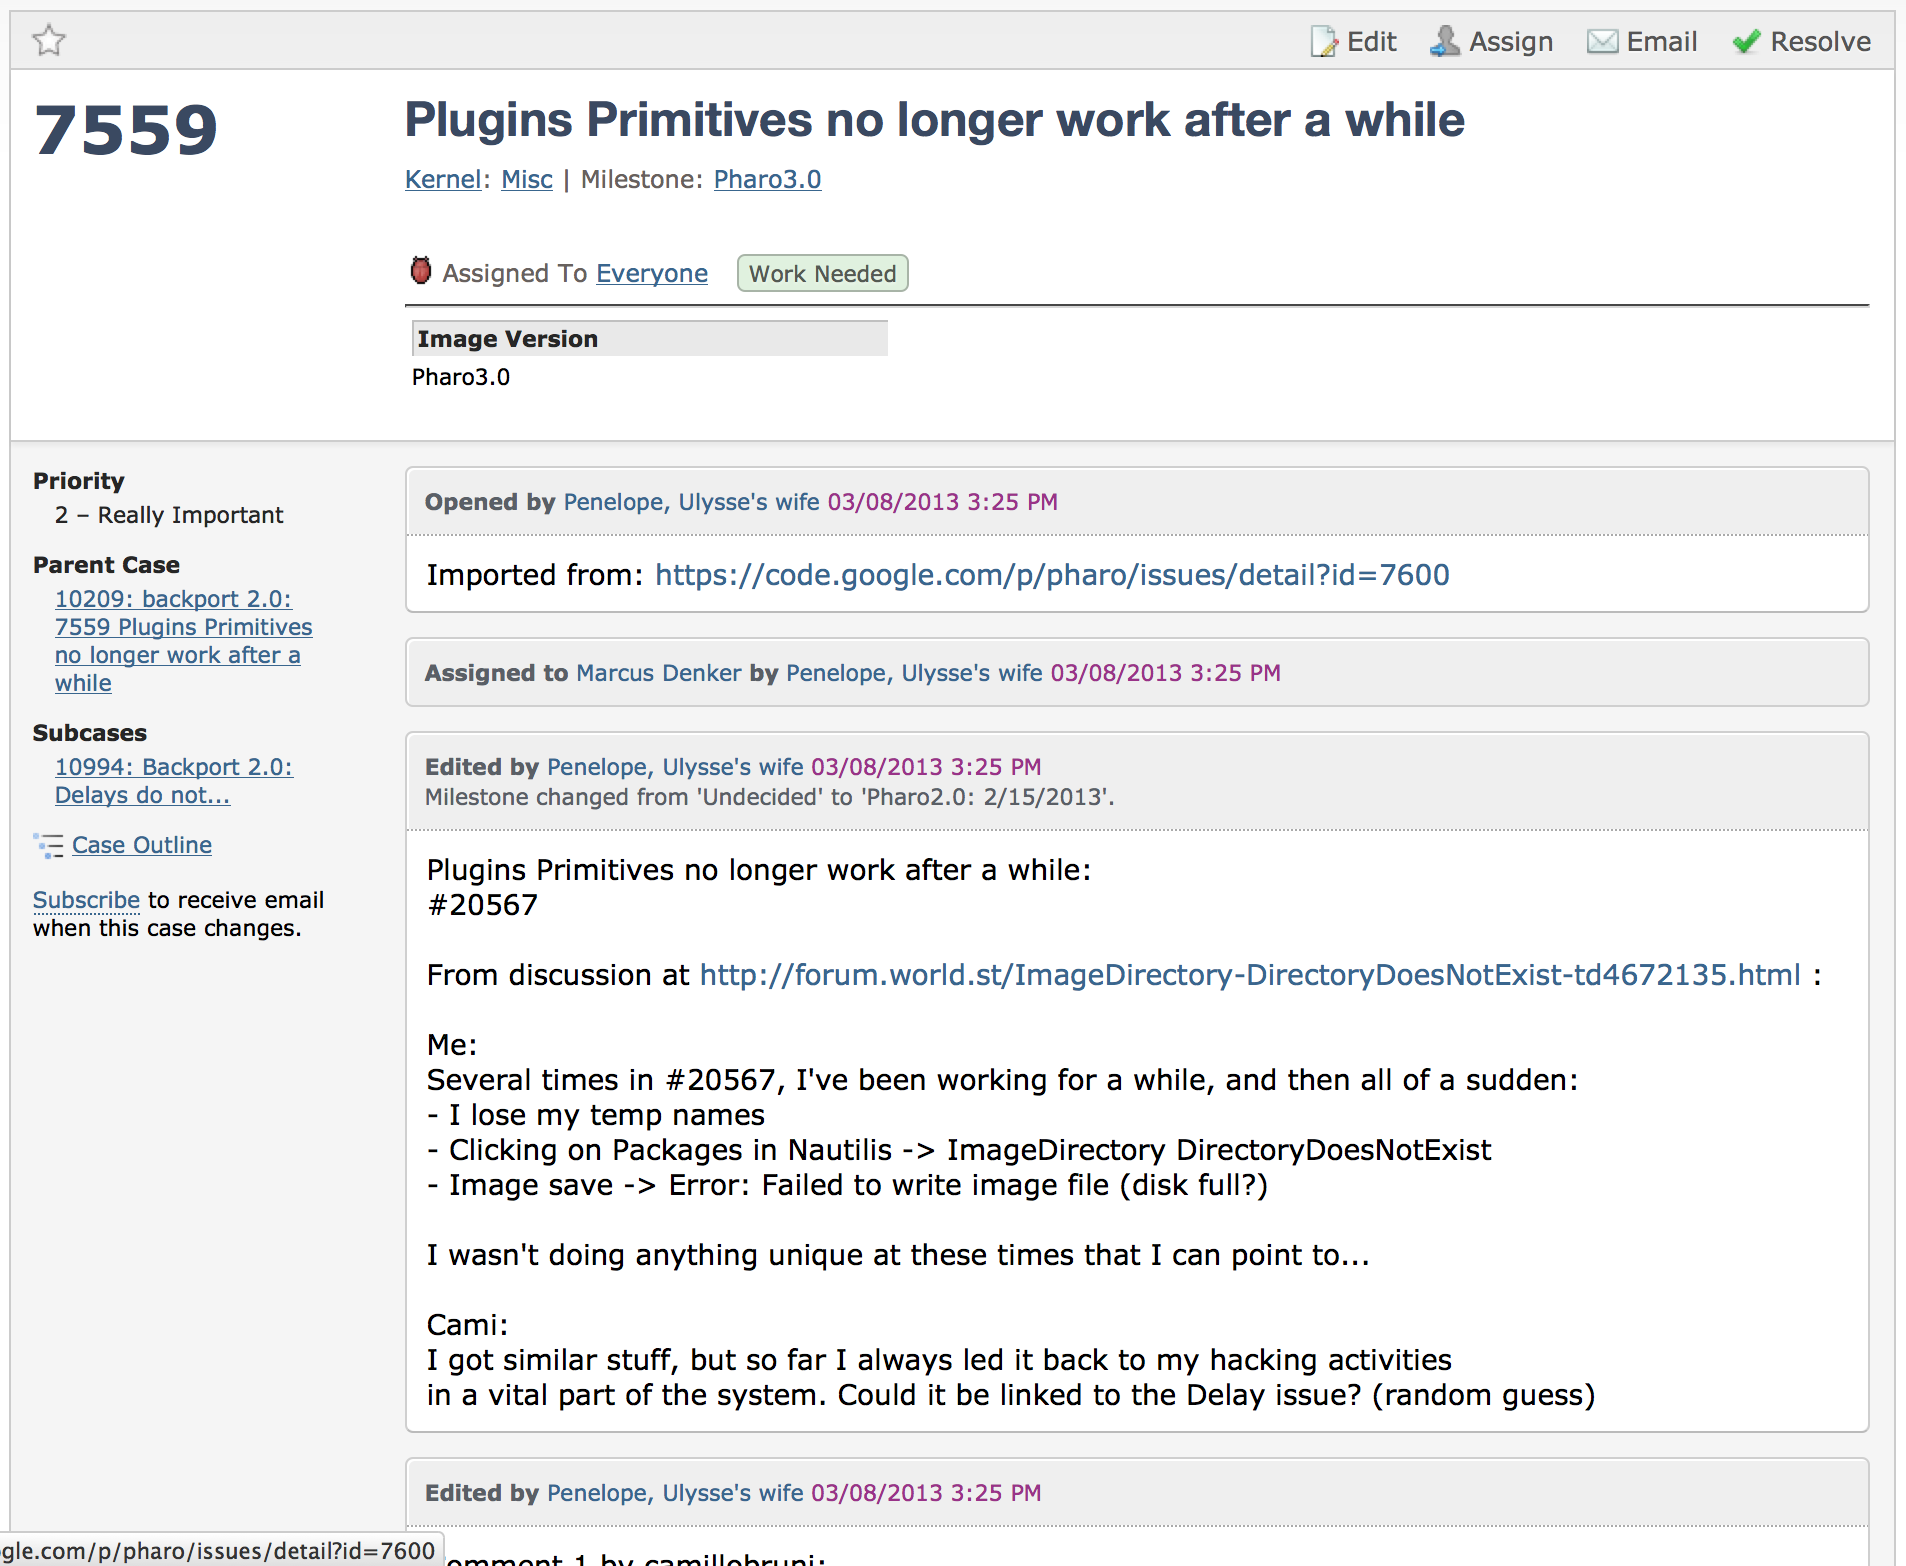 Edit Assign Email Resolve
7559
Plugins Primitives no longer work after a while
Kernel: Misc | Milestone: Pharo3.0
Assigned To Everyone Work Needed
Image Version
Pharo3.0
Priority
2 – Really Important
Parent Case
10209: backport 2.0:
7559 Plugins Primitives
no longer work after a
while
Subcases
10994: Backport 2.0:
Delays do not...
Case Outline
Subscribe to receive email
when this case changes.
Opened by Penelope, Ulysse's wife 03/08/2013 3:25 PM
Imported from: https://code.google.com/p/pharo/issues/detail?id=7600
Assigned to Marcus Denker by Penelope, Ulysse's wife 03/08/2013 3:25 PM
Edited by Penelope, Ulysse's wife 03/08/2013 3:25 PM
Milestone changed from 'Undecided' to 'Pharo2.0: 2/15/2013'.
Plugins Primitives no longer work after a while:
#20567
From discussion at http://forum.world.st/ImageDirectory-DirectoryDoesNotExist-td4672135.html :
Me:
Several times in #20567, I've been working for a while, and then all of a sudden:
- I lose my temp names
- Clicking on Packages in Nautilis -> ImageDirectory DirectoryDoesNotExist
- Image save -> Error: Failed to write image file (disk full?)
I wasn't doing anything unique at these times that I can point to...
Cami:
I got similar stuff, but so far I always led it back to my hacking activities
in a vital part of the system. Could it be linked to the Delay issue? (random guess)
Edited by Penelope, Ulysse's wife 03/08/2013 3:25 PM
omment 1 by camillobruni:
gle.com/p/pharo/issues/detail?id=7600